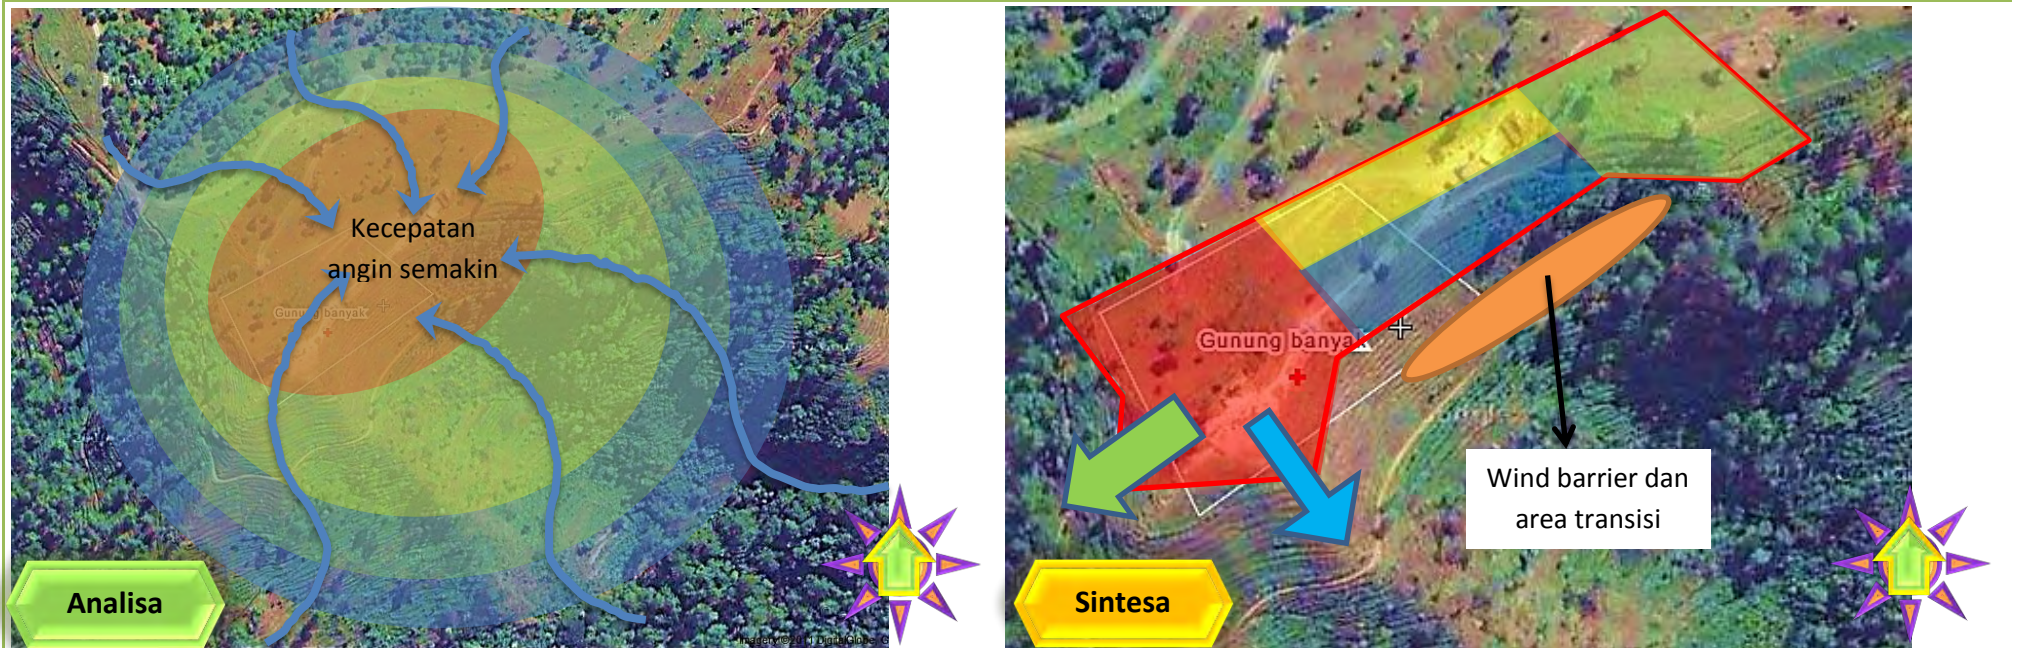 Kecepatan
angin semakin
Gunung banyak
Analisa
Gunung banyak
Wind barrier dan
area transisi
Sintesa